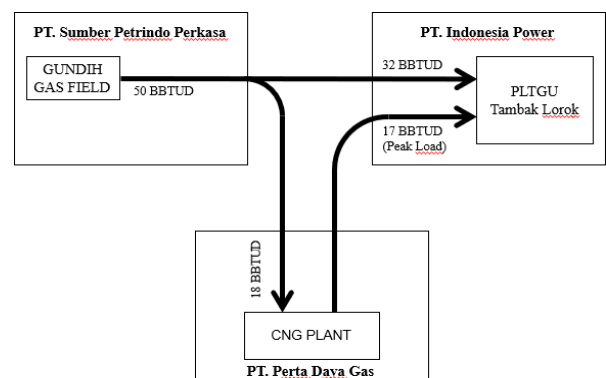 PT. Sumber Petrindo Perkasa
GUNDIH
GAS FIELD
50 BBTUD
PT. Indonesia Power
32 BBTUD
PLTGU
Tambak Lorok
17 BBTUD
(Peak Load)
18 BBTUD
CNG PLANT
PT. Perta Daya Gas